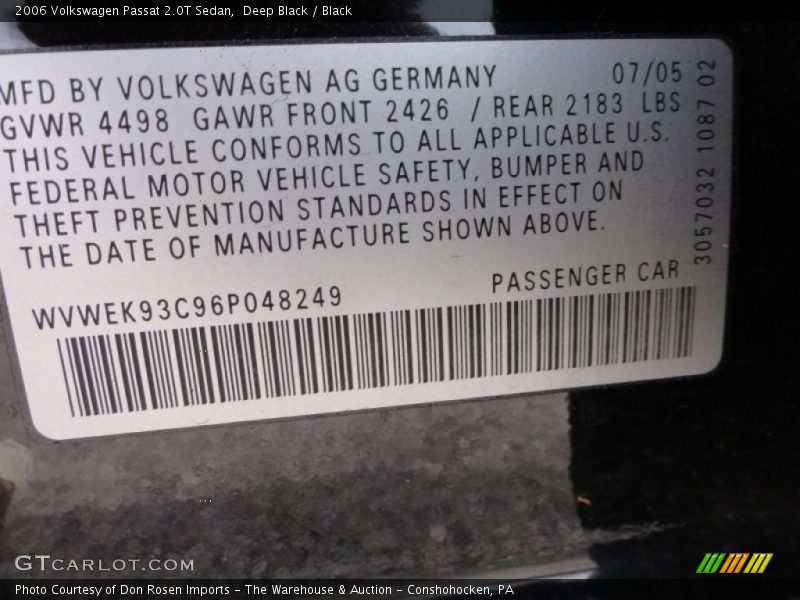 2006 Volkswagen Passat 2.0T Sedan, Deep Black / Black
MFD BY VOLKSWAGEN AG GERMANY 07/05
GVWR 4498 GAWR FRONT 2426 / REAR 2183 LBS
THIS VEHICLE CONFORMS TO ALL APPLICABLE U.S.
FEDERAL MOTOR VEHICLE SAFETY, BUMPER AND
THEFT PREVENTION STANDARDS IN EFFECT ON
THE DATE OF MANUFACTURE SHOWN ABOVE.
3057032 1087 02
WVWEK93C96P048249 PASSENGER CAR
GTCARLOT.COM
Photo Courtesy of Don Rosen Imports - The Warehouse & Auction - Conshohocken, PA